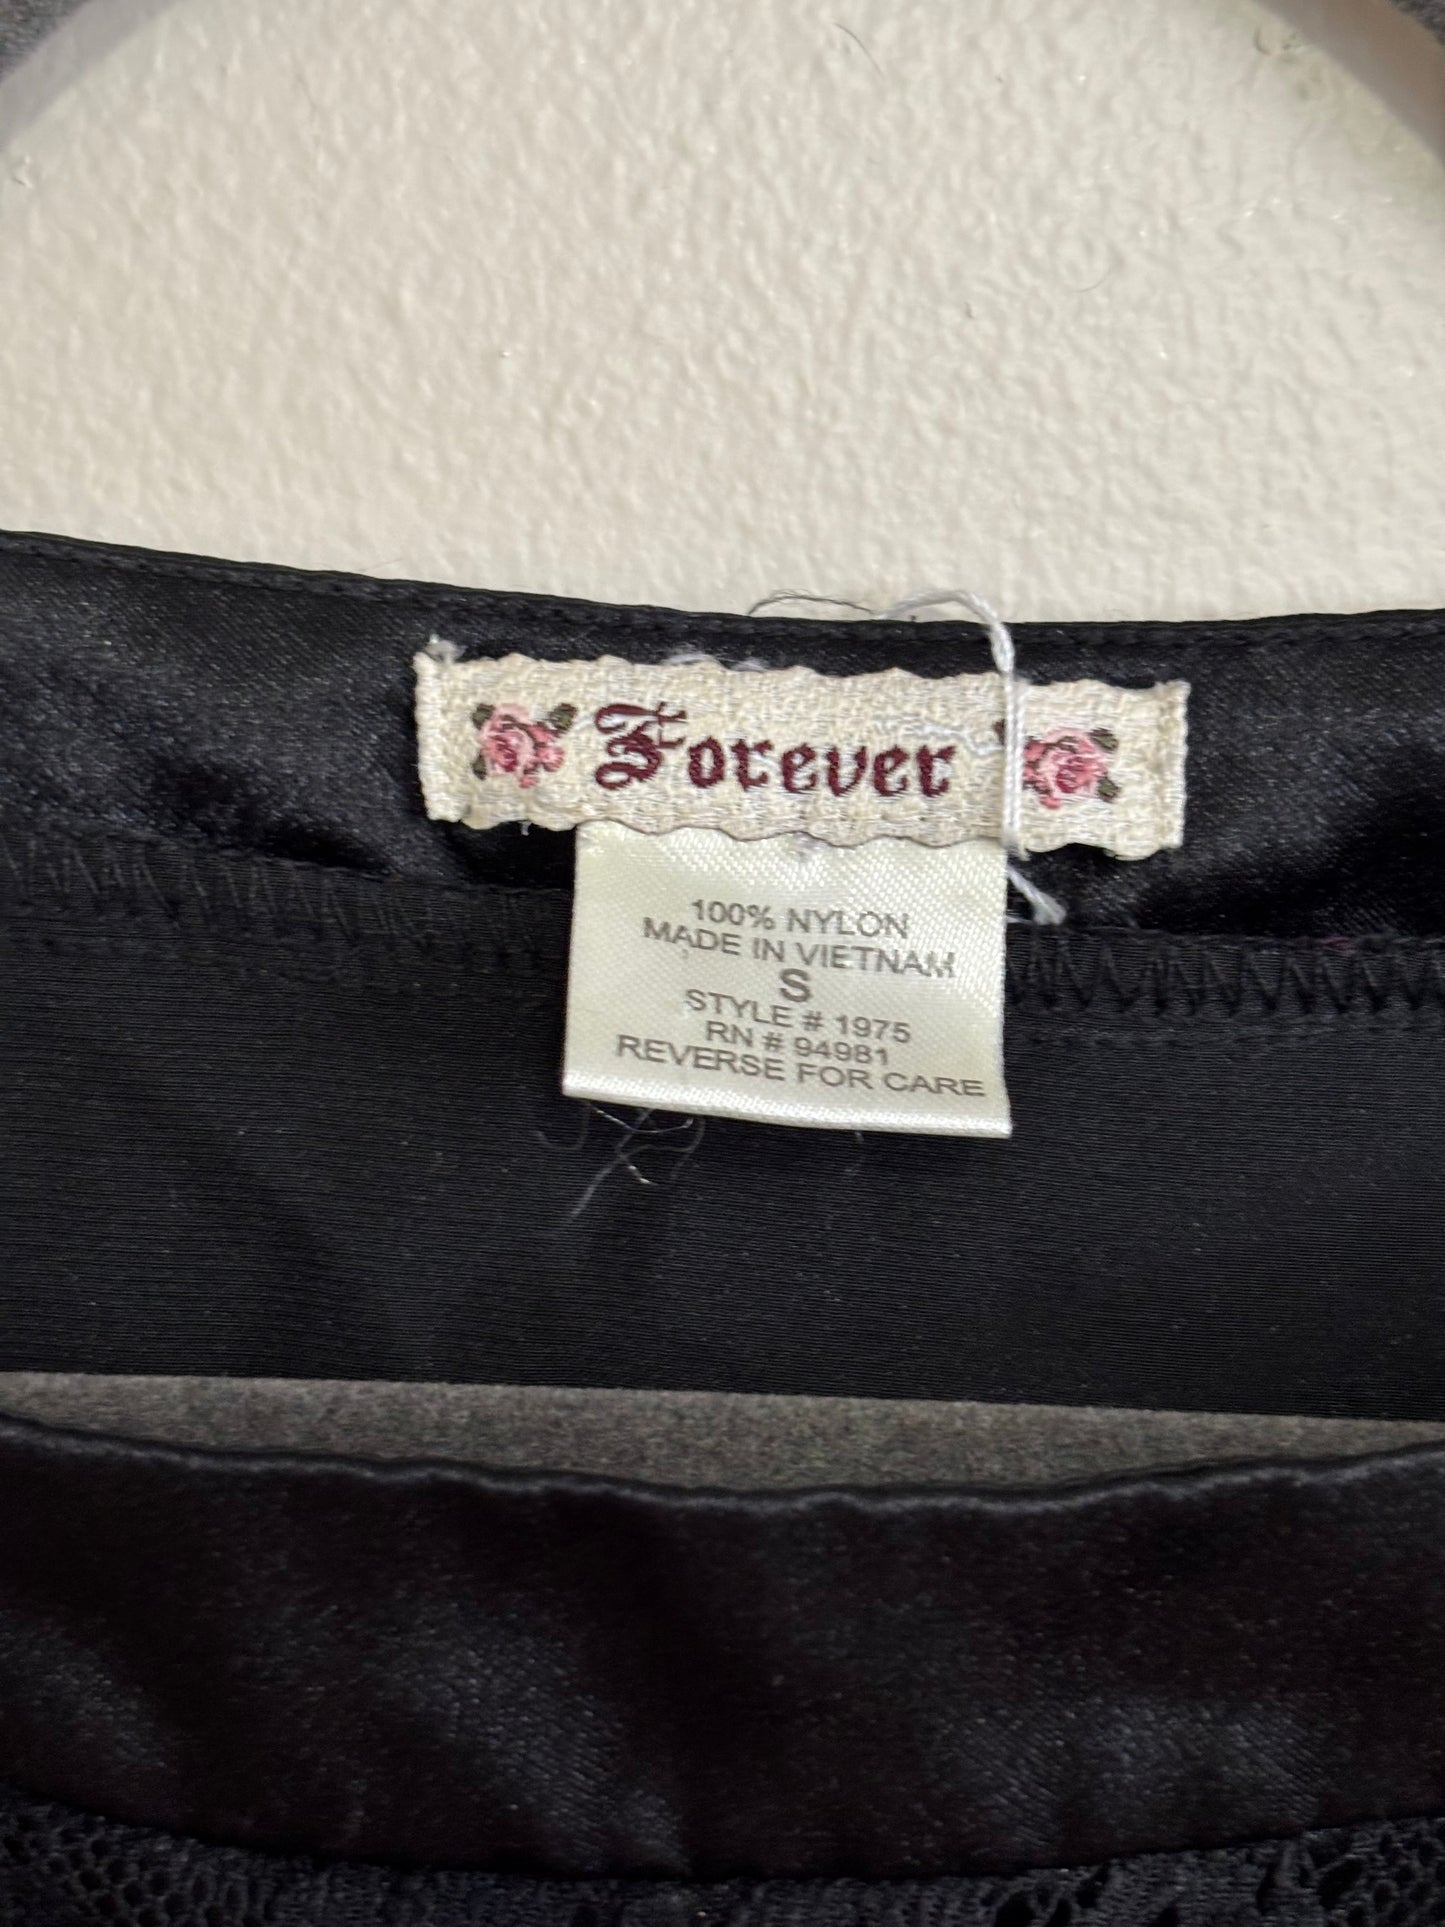 Forever
100% NYLON
MADE IN VIETNAM
S
STYLE # 1975
RN # 94981
REVERSE FOR CARE